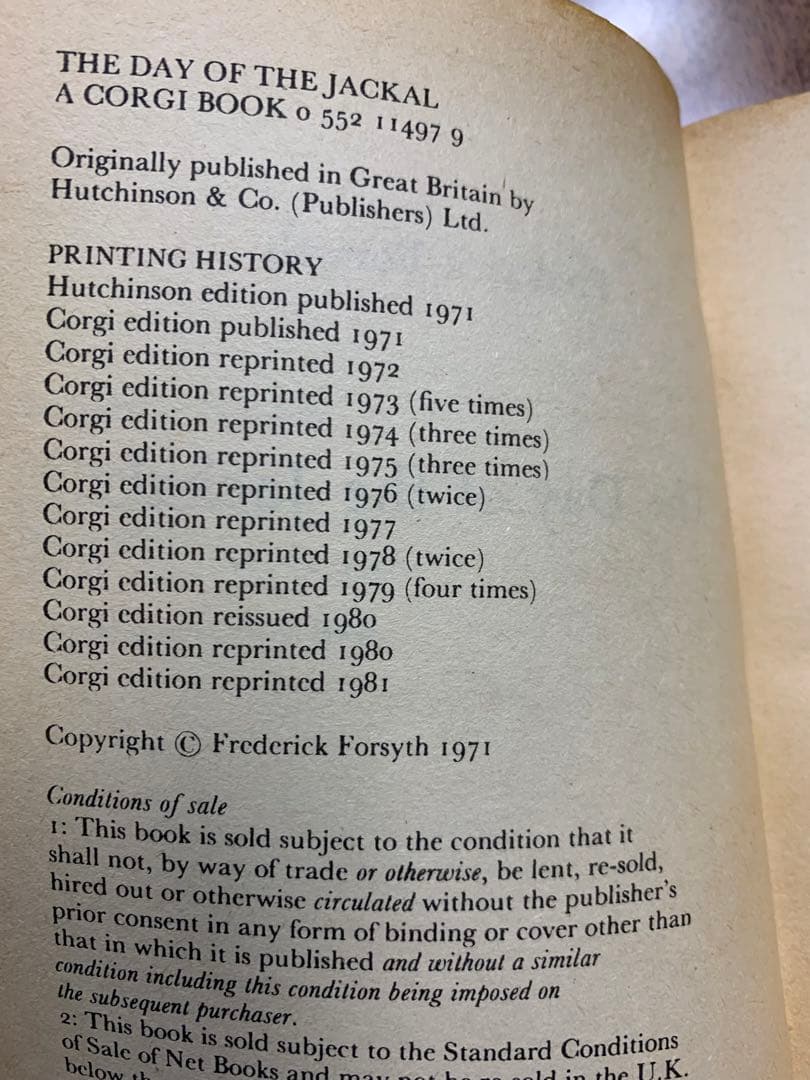 THE DAY OF THE JACKAL
A CORGI BOOK 0 552 11497 9
Originally published in Great Britain by
Hutchinson & Co. (Publishers) Ltd.
PRINTING HISTORY
Hutchinson edition published 1971
Corgi edition published 1971
Corgi edition reprinted 1972
Corgi edition reprinted 1973 (five times)
Corgi edition reprinted 1974 (three times)
Corgi edition reprinted 1975 (three times)
Corgi edition reprinted 1976 (twice)
Corgi edition reprinted 1977
Corgi edition reprinted 1978 (twice)
Corgi edition reprinted 1979 (four times)
Corgi edition reissued 1980
Corgi edition reprinted 1980
Corgi edition reprinted 1981
Copyright © Frederick Forsyth 1971
Conditions of sale
1: This book is sold subject to the condition that it
shall not, by way of trade or otherwise, be lent, re-sold,
hired out or otherwise circulated without the publisher's
prior consent in any form of binding or cover other than
that in which it is published and without a similar
condition including this condition being imposed on
the subsequent purchaser.
2: This book is sold subject to the Standard Conditions
of Sale of Net Books and may not be re-sold in the U.K.
below